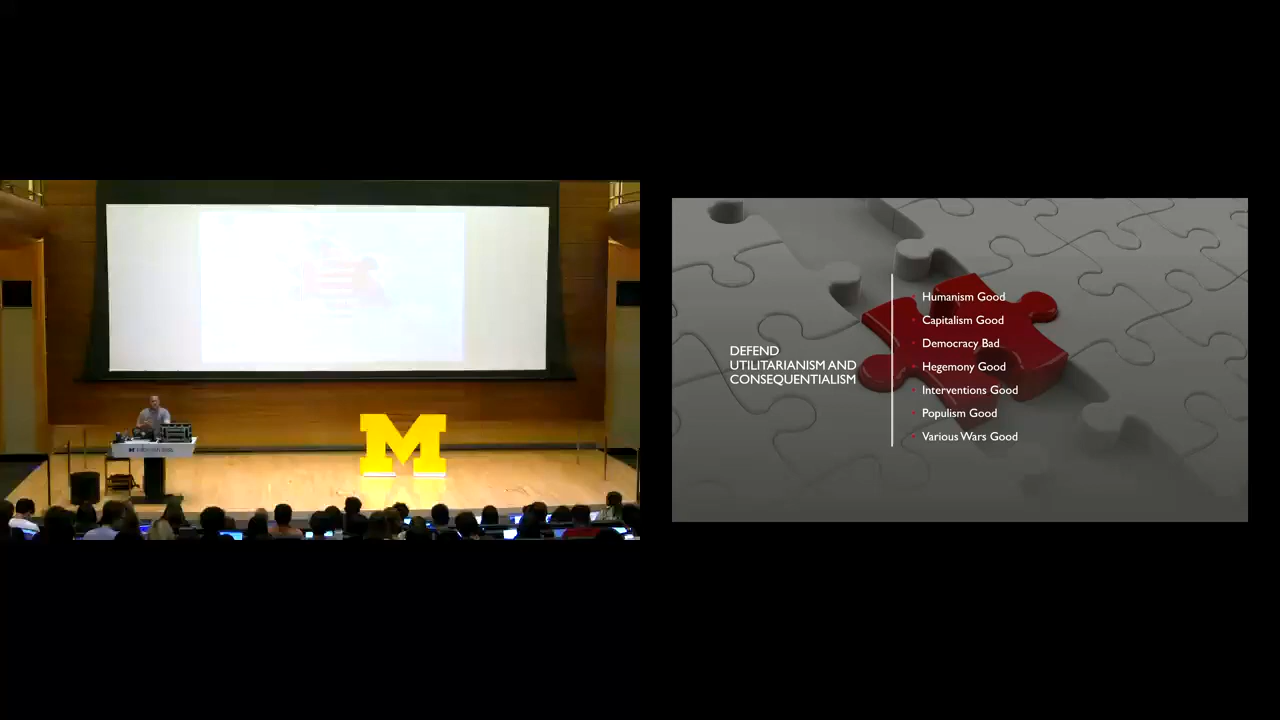 M
DEFEND
UTILITARIANISM AND
CONSEQUENTIALISM
Humanism Good
Capitalism Good
Democracy Bad
Hegemony Good
Interventions Good
Populism Good
Various Wars Good